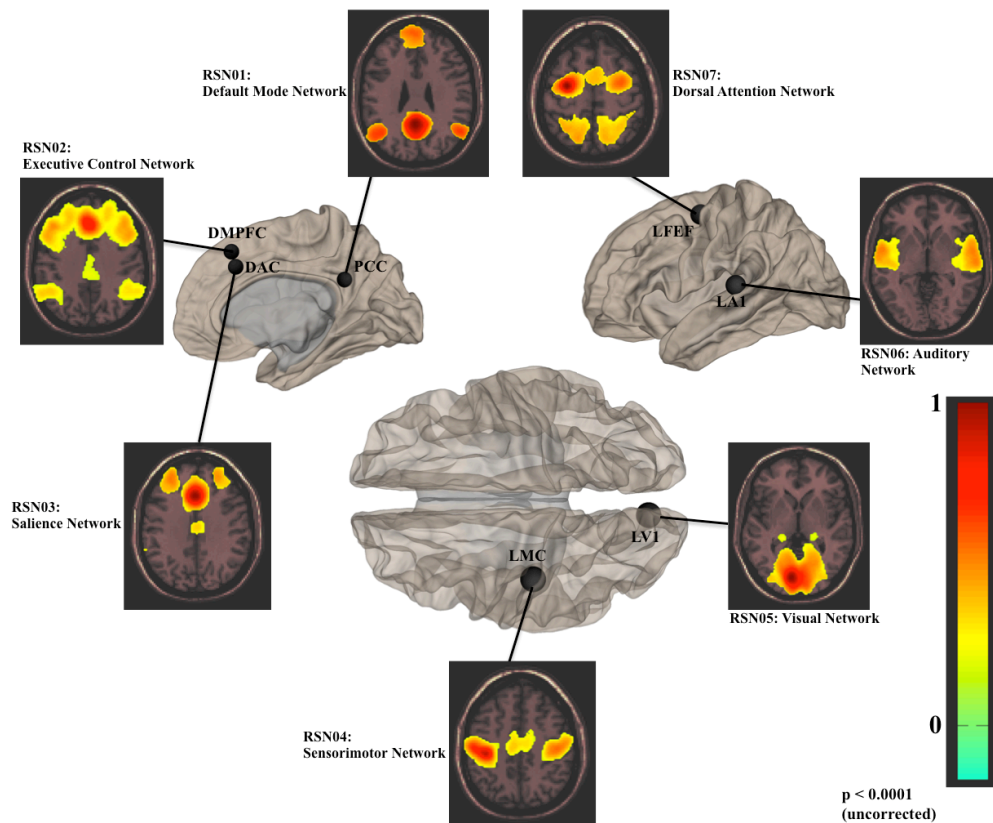 RSN01:
Default Mode Network
RSN07:
Dorsal Attention Network
RSN02:
Executive Control Network
DMPFC
DAC
PCC
LFEF
LA1
RSN06: Auditory
Network
1
0
RSN03:
Salience Network
LMC
LV1
RSN05: Visual Network
RSN04:
Sensorimotor Network
p < 0.0001
(uncorrected)